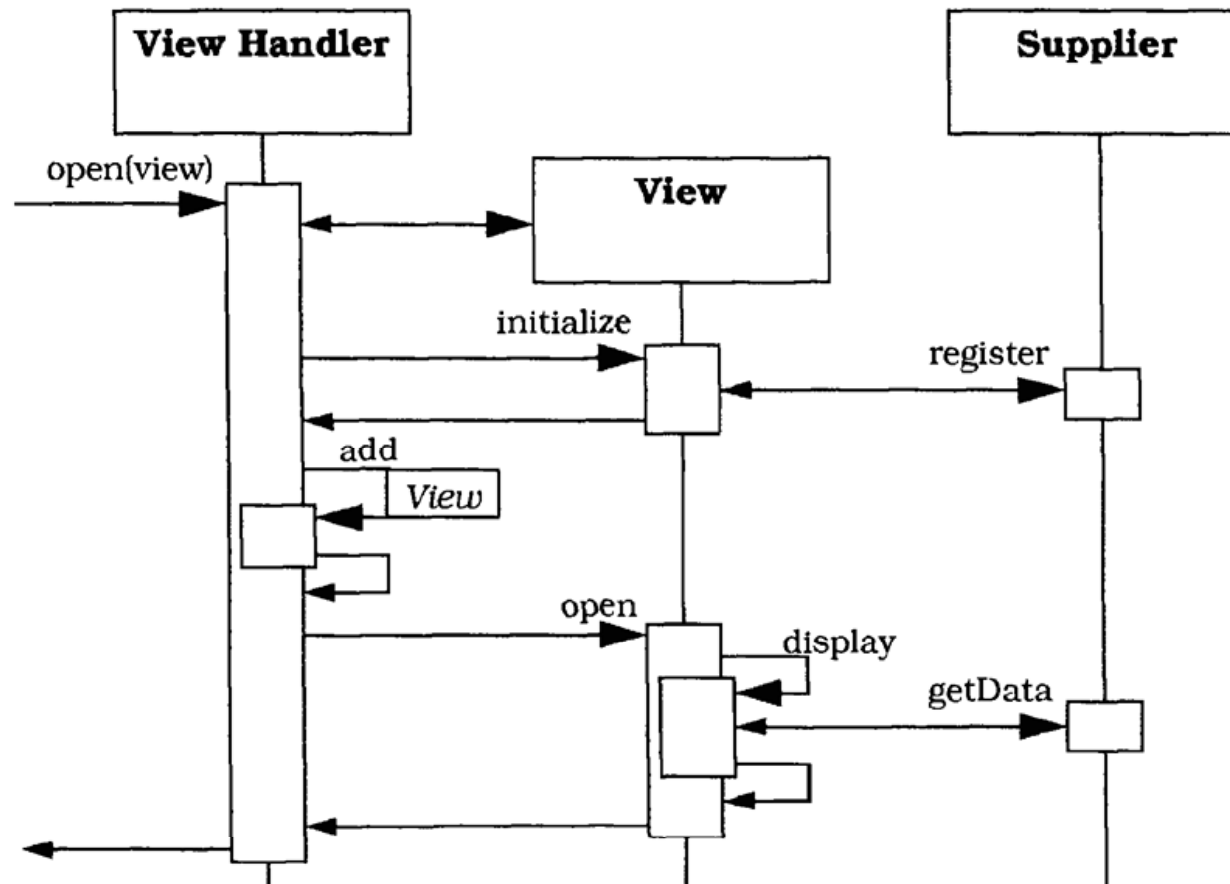 View Handler
Supplier
open(view)
View
initialize
register
add
View
open
display
getData